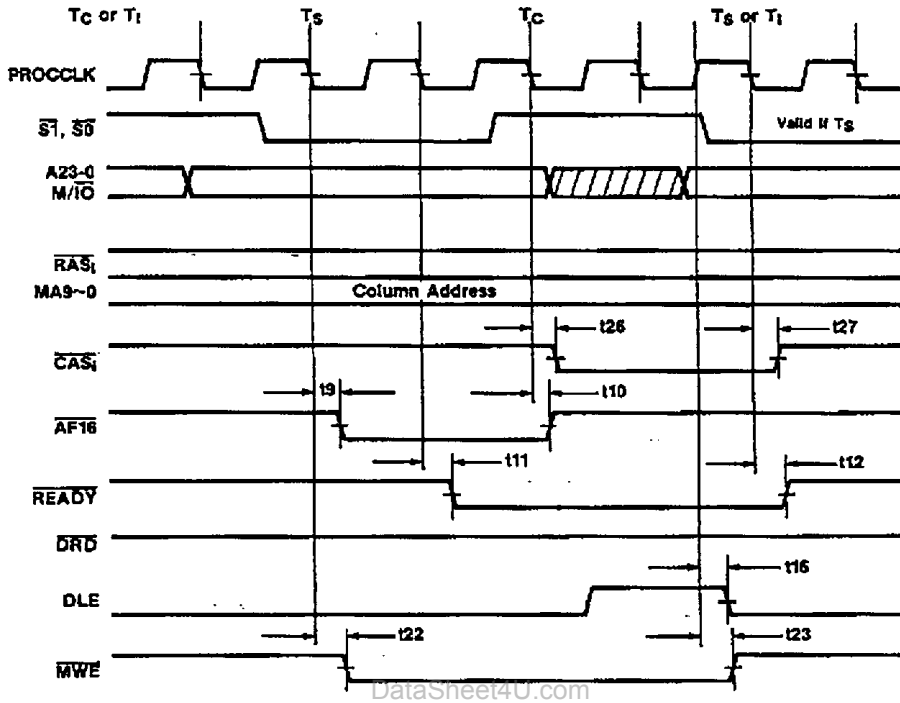 TC or TI TS TC TS or TI
PROCCLK
S1, S0 Valid if TS
A23-0
M/IO
RASi
MA9~0 Column Address
t26 t27
CASi
t9 t10
AF16
t11 t12
READY
DRD
t16
DLE
t22 t23
MWE
DataSheet4U.com